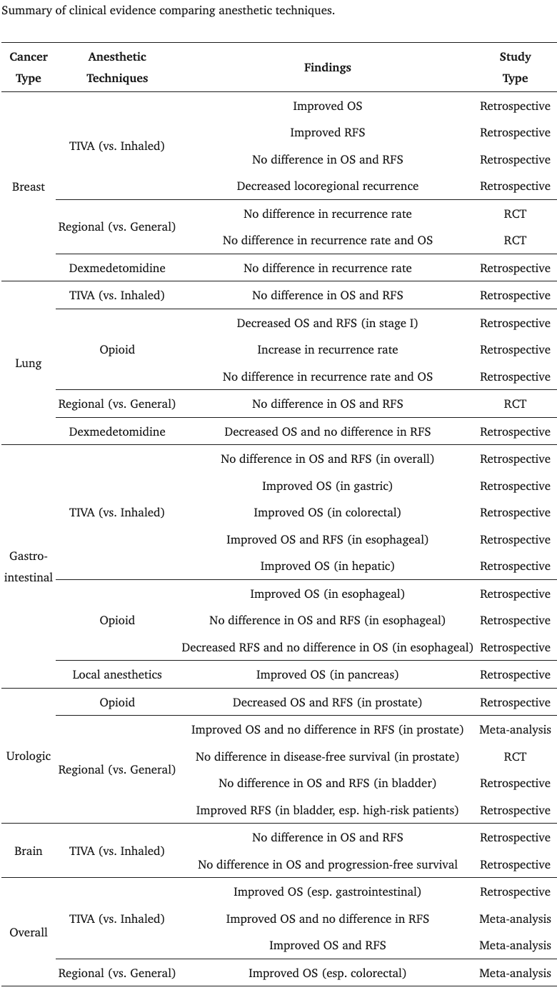 Summary of clinical evidence comparing anesthetic techniques.
Cancer Type Anesthetic Techniques Findings Study Type
Breast TIVA (vs. Inhaled) Improved OS Retrospective
Improved RFS Retrospective
No difference in OS and RFS Retrospective
Decreased locoregional recurrence Retrospective
Regional (vs. General) No difference in recurrence rate RCT
No difference in recurrence rate and OS RCT
Dexmedetomidine No difference in recurrence rate Retrospective
Lung TIVA (vs. Inhaled) No difference in OS and RFS Retrospective
Opioid Decreased OS and RFS (in stage I) Retrospective
Increase in recurrence rate Retrospective
No difference in recurrence rate and OS Retrospective
Regional (vs. General) No difference in OS and RFS RCT
Dexmedetomidine Decreased OS and no difference in RFS Retrospective
Gastro-intestinal TIVA (vs. Inhaled) No difference in OS and RFS (in overall) Retrospective
Improved OS (in gastric) Retrospective
Improved OS (in colorectal) Retrospective
Improved OS and RFS (in esophageal) Retrospective
Improved OS (in hepatic) Retrospective
Opioid Improved OS (in esophageal) Retrospective
No difference in OS and RFS (in esophageal) Retrospective
Decreased RFS and no difference in OS (in esophageal) Retrospective
Local anesthetics Improved OS (in pancreas) Retrospective
Urologic Opioid Decreased OS and RFS (in prostate) Retrospective
Regional (vs. General) Improved OS and no difference in RFS (in prostate) Meta-analysis
No difference in disease-free survival (in prostate) RCT
No difference in OS and RFS (in bladder) Retrospective
Improved RFS (in bladder, esp. high-risk patients) Retrospective
Brain TIVA (vs. Inhaled) No difference in OS and RFS Retrospective
No difference in OS and progression-free survival Retrospective
Overall TIVA (vs. Inhaled) Improved OS (esp. gastrointestinal) Retrospective
Improved OS and no difference in RFS Meta-analysis
Improved OS and RFS Meta-analysis
Regional (vs. General) Improved OS (esp. colorectal) Meta-analysis